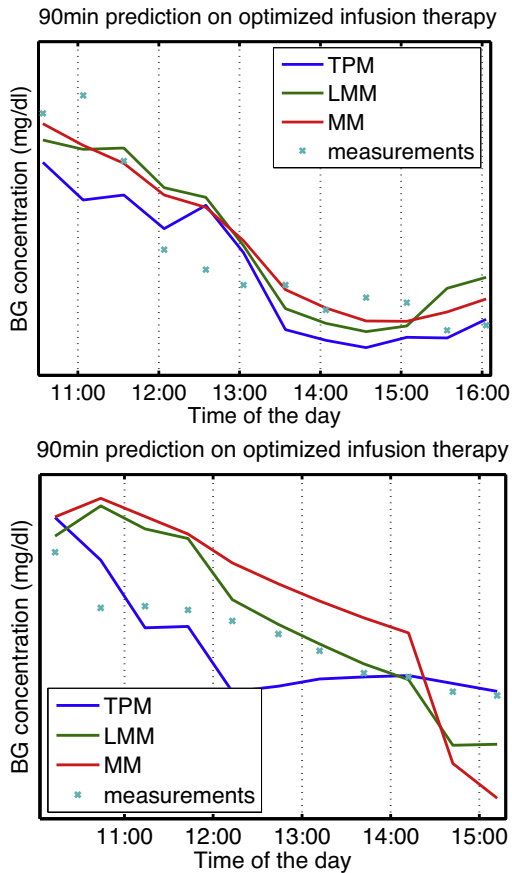 90min prediction on optimized infusion therapy
TPM
LMM
MM
measurements
BG concentration (mg/dl)
11:00 12:00 13:00 14:00 15:00 16:00
Time of the day
90min prediction on optimized infusion therapy
BG concentration (mg/dl)
TPM
LMM
MM
measurements
11:00 12:00 13:00 14:00 15:00
Time of the day